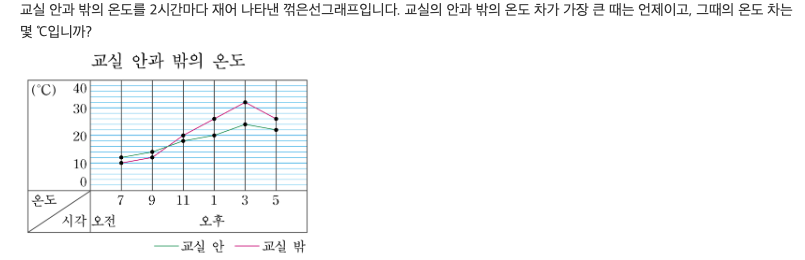 교실 안과 밖의 온도를 2시간마다 재어 나타낸 꺾은선그래프입니다. 교실의 안과 밖의 온도 차가 가장 큰 때는 언제이고, 그때의 온도 차는
몇 ℃입니까?
교실 안과 밖의 온도
(℃) 40
30
20
10
0
온도 7 9 11 1 3 5
시각 오전 오후
교실 안 교실 밖